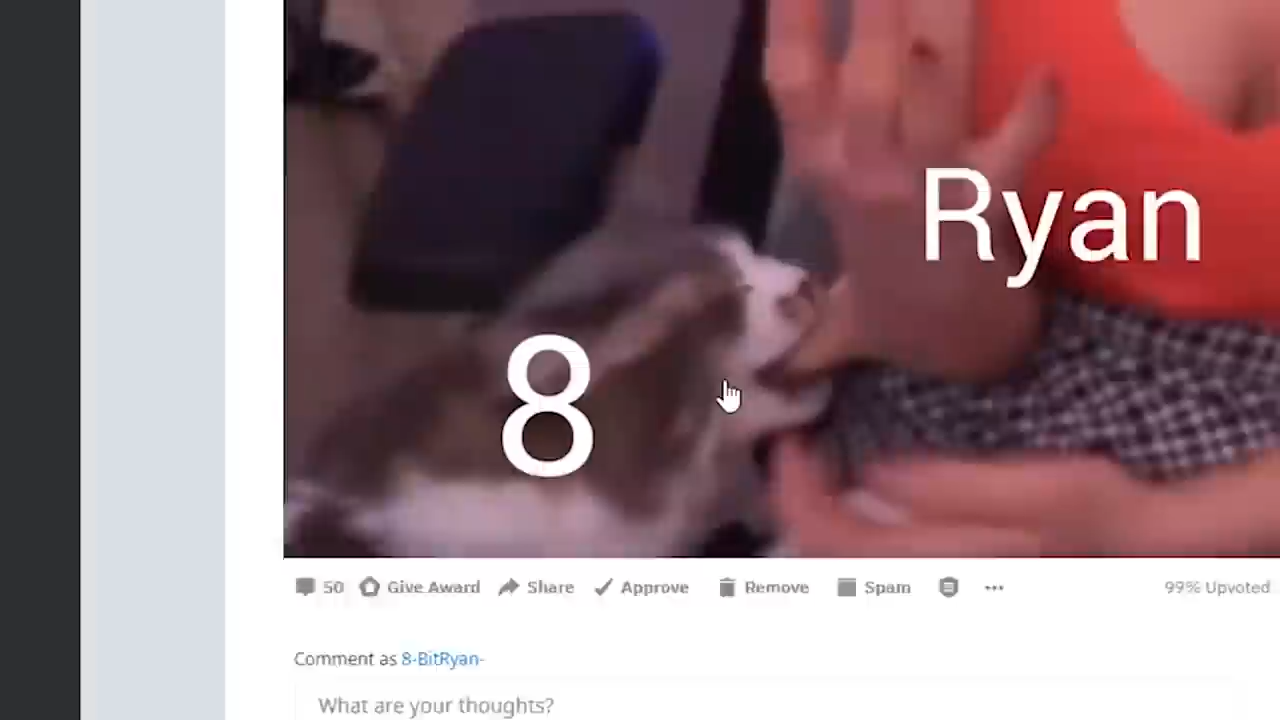 Ryan
8
50 Give Award Share Approve Remove Spam ... 99% Upvoted
Comment as 8-BitRyan-
What are your thoughts?